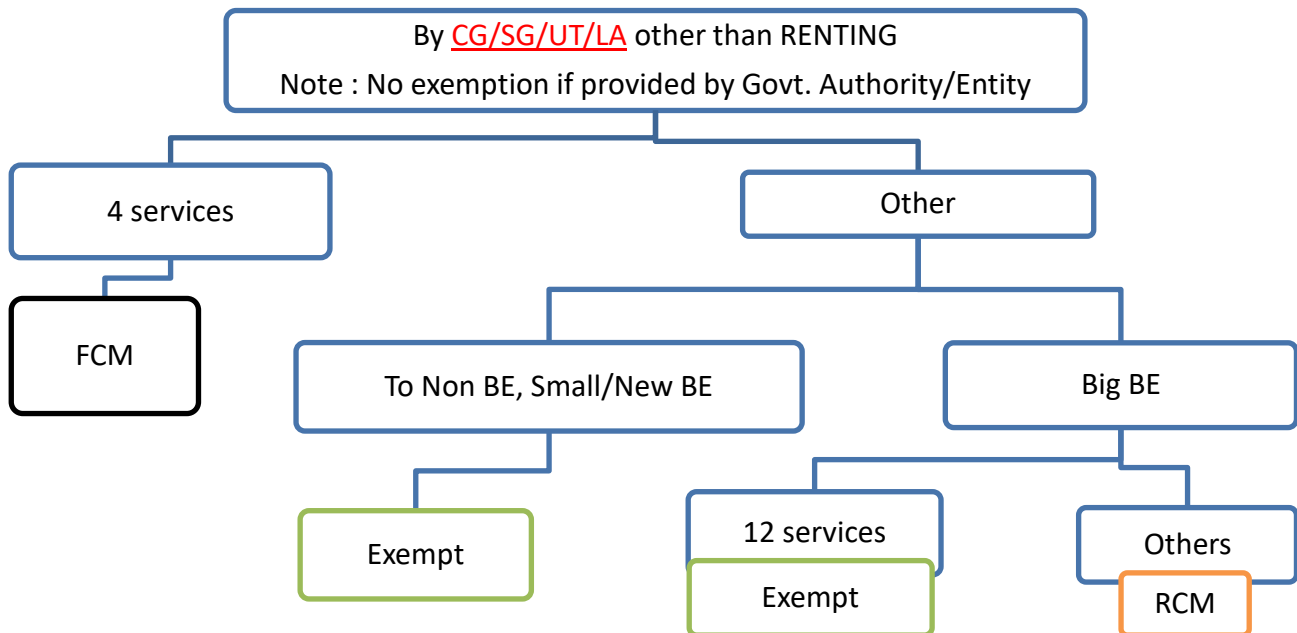 By CG/SG/UT/LA other than RENTING
Note : No exemption if provided by Govt. Authority/Entity
4 services
Other
FCM
To Non BE, Small/New BE
Big BE
Exempt
12 services
Exempt
Others
RCM